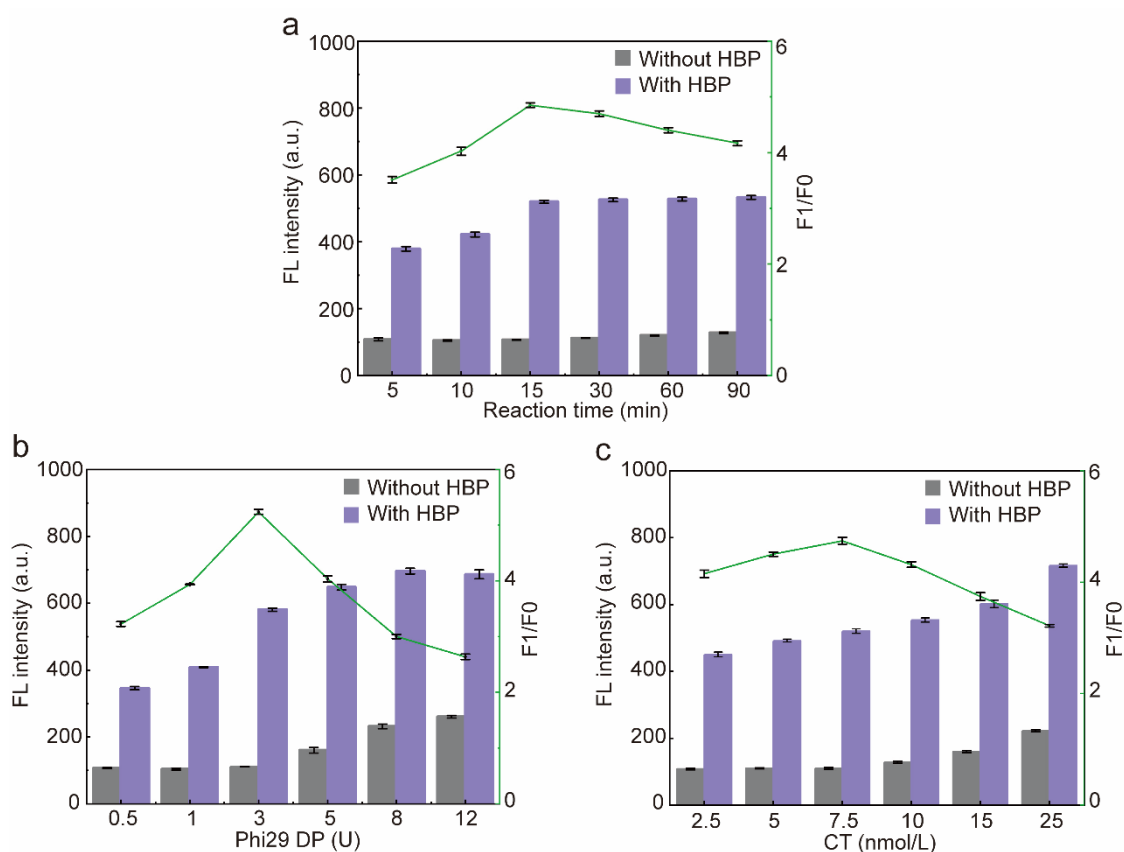 a
1000
800
600
400
200
0
FL intensity (a.u.)
Without HBP
With HBP
6
4
2
0
F1/F0
5 10 15 30 60 90
Reaction time (min)
b
1000
800
600
400
200
0
FL intensity (a.u.)
Without HBP
With HBP
6
4
2
0
F1/F0
0.5 1 3 5 8 12
Phi29 DP (U)
c
1000
800
600
400
200
0
FL intensity (a.u.)
Without HBP
With HBP
6
4
2
0
F1/F0
2.5 5 7.5 10 15 25
CT (nmol/L)